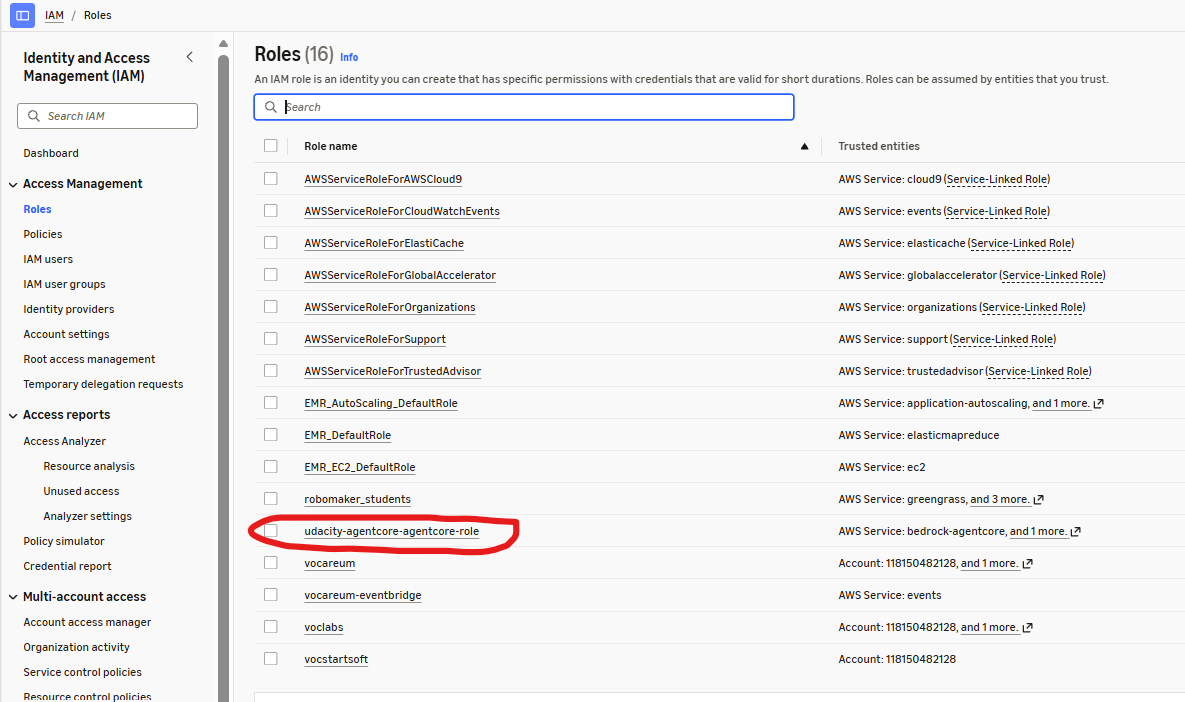 IAM / Roles
Identity and Access
Management (IAM)
Search IAM
Dashboard
Access Management
Roles
Policies
IAM users
IAM user groups
Identity providers
Account settings
Root access management
Temporary delegation requests
Access reports
Access Analyzer
Resource analysis
Unused access
Analyzer settings
Policy simulator
Credential report
Multi-account access
Account access manager
Organization activity
Service control policies
Resource control policies
Roles (16) Info
An IAM role is an identity you can create that has specific permissions with credentials that are valid for short durations. Roles can be assumed by entities that you trust.
Search
Role name Trusted entities
AWSServiceRoleForAWSCloud9 AWS Service: cloud9 (Service-Linked Role)
AWSServiceRoleForCloudWatchEvents AWS Service: events (Service-Linked Role)
AWSServiceRoleForElastiCache AWS Service: elasticache (Service-Linked Role)
AWSServiceRoleForGlobalAccelerator AWS Service: globalaccelerator (Service-Linked Role)
AWSServiceRoleForOrganizations AWS Service: organizations (Service-Linked Role)
AWSServiceRoleForSupport AWS Service: support (Service-Linked Role)
AWSServiceRoleForTrustedAdvisor AWS Service: trustedadvisor (Service-Linked Role)
EMR_AutoScaling_DefaultRole AWS Service: application-autoscaling, and 1 more.
EMR_DefaultRole AWS Service: elasticmapreduce
EMR_EC2_DefaultRole AWS Service: ec2
robomaker_students AWS Service: greengrass, and 3 more.
udacity-agentcore-agentcore-role AWS Service: bedrock-agentcore, and 1 more.
vocareum Account: 118150482128, and 1 more.
vocareum-eventbridge AWS Service: events
voclabs Account: 118150482128, and 1 more.
vocstartsoft Account: 118150482128